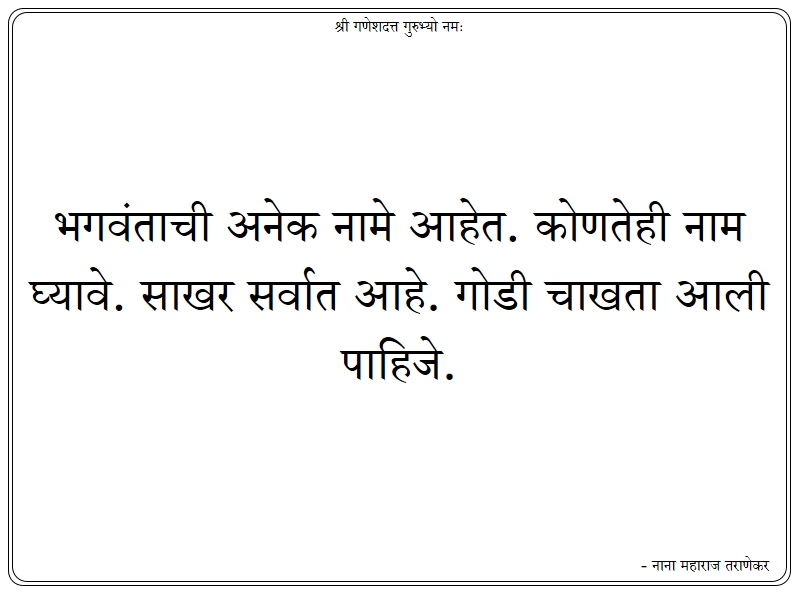 श्री गणेशदत्त गुरुभ्यो नमः
भगवंताची अनेक नामे आहेत. कोणतेही नाम
घ्यावे. साखर सर्वात आहे. गोडी चाखता आली
पाहिजे.
- नाना महाराज तराणेकर